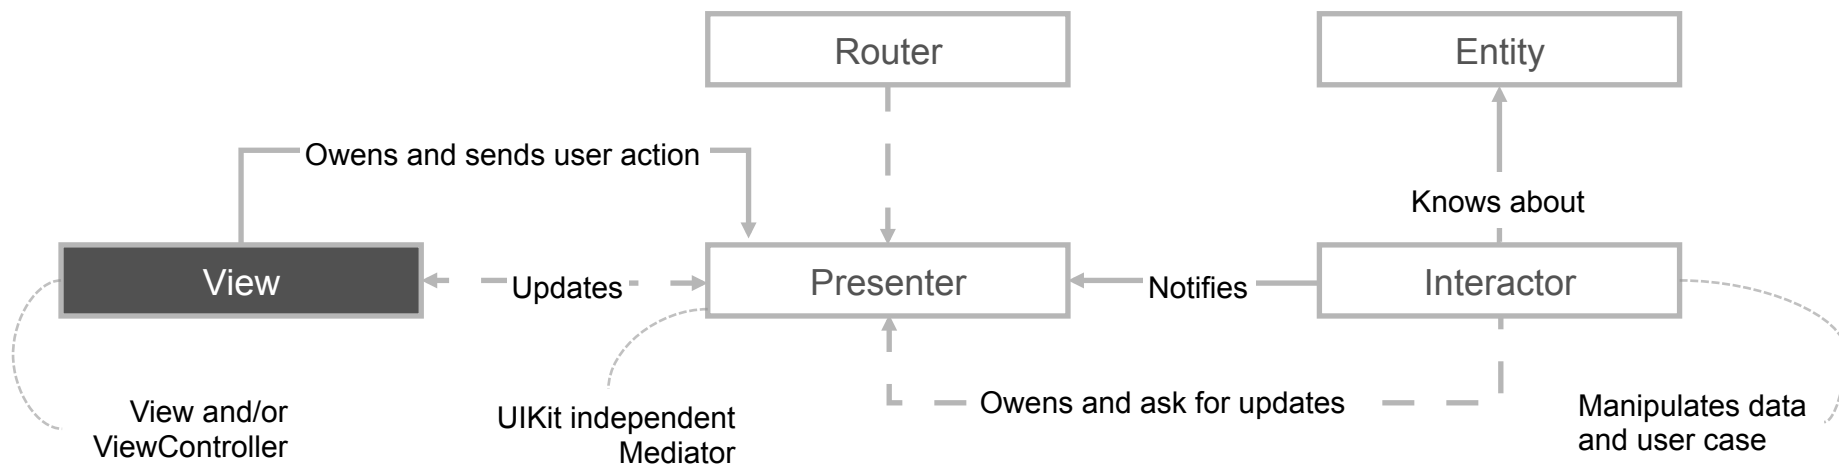 Router
Entity
Owens and sends user action
Knows about
View
Updates
Presenter
Notifies
Interactor
View and/or
ViewController
UIKit independent
Mediator
Owens and ask for updates
Manipulates data
and user case